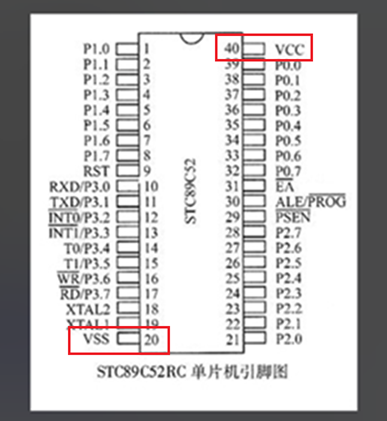 P1.0 1 40 VCC
P1.1 2 39 P0.0
P1.2 3 38 P0.1
P1.3 4 37 P0.2
P1.4 5 36 P0.3
P1.5 6 35 P0.4
P1.6 7 34 P0.5
P1.7 8 33 P0.6
RST 9 32 P0.7
RXD/P3.0 10 31 EA
TXD/P3.1 11 30 ALE/PROG
INT0/P3.2 12 29 PSEN
INT1/P3.3 13 28 P2.7
T0/P3.4 14 27 P2.6
T1/P3.5 15 26 P2.5
WR/P3.6 16 25 P2.4
RD/P3.7 17 24 P2.3
XTAL2 18 23 P2.2
XTAL1 19 22 P2.1
VSS 20 21 P2.0
STC89C52
STC89C52RC 单片机引脚图